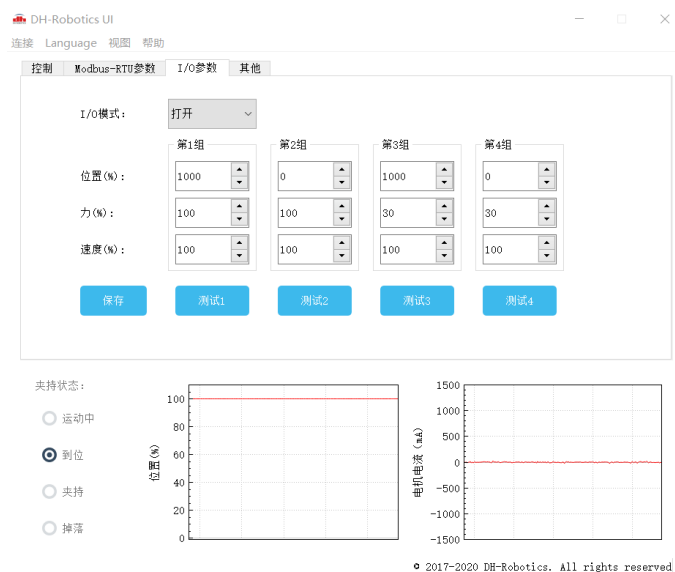 DH-Robotics UI
连接 Language 视图 帮助
控制 Modbus-RTU参数 I/O参数 其他
I/O模式: 打开
第1组 第2组 第3组 第4组
位置(%): 1000 0 1000 0
力(%): 100 100 30 30
速度(%): 100 100 100 100
保存 测试1 测试2 测试3 测试4
夹持状态:
运动中
到位
夹持
掉落
位置(%)
100
80
60
40
20
0
电机电流 (mA)
1500
1000
500
0
-500
-1000
-1500
© 2017-2020 DH-Robotics. All rights reserved